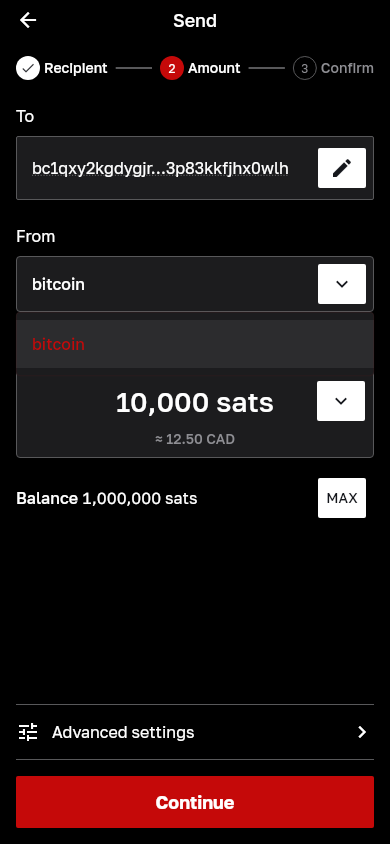 Send
Recipient
2 Amount
3 Confirm
To
bc1qxy2kgdygjr...3p83kkfjhx0wlh
From
bitcoin
bitcoin
10,000 sats
≈ 12.50 CAD
Balance 1,000,000 sats
MAX
Advanced settings
Continue